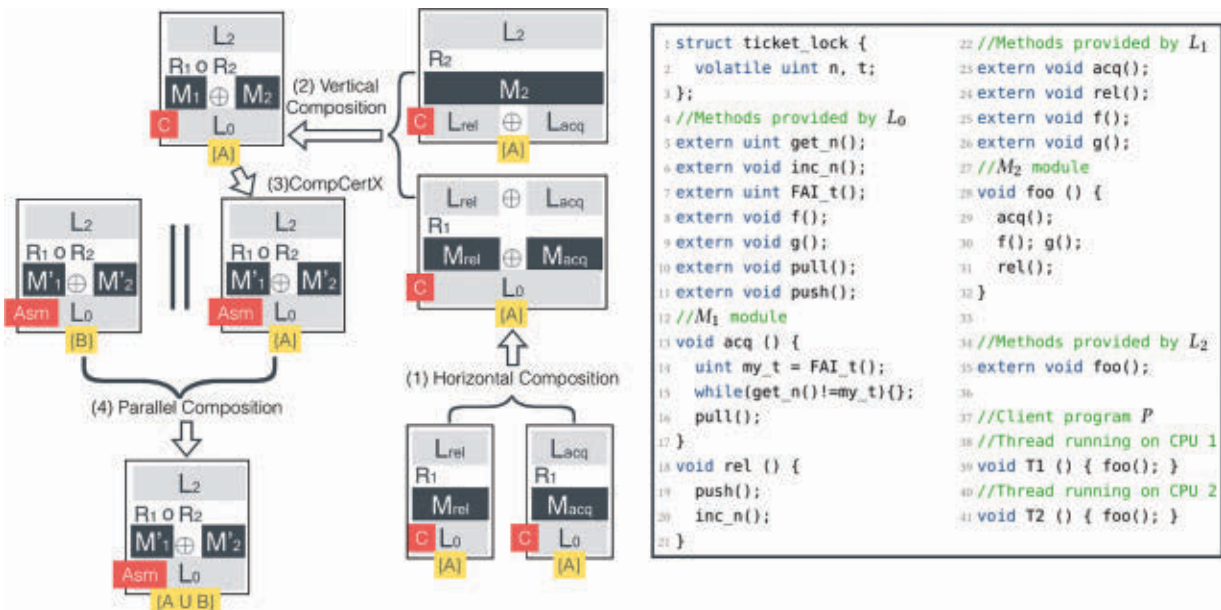 L2
R1 o R2
M1 ⊕ M2
C
L0
{A}
(2) Vertical
Composition
L2
R2
M2
C
Lrel ⊕ Lacq
{A}
(3)CompCertX
Lrel ⊕ Lacq
R1
Mrel ⊕ Macq
C
L0
{A}
L2
R1 o R2
M'1 ⊕ M'2
Asm
L0
{B}
L2
R1 o R2
M'1 ⊕ M'2
Asm
L0
{A}
(1) Horizontal Composition
(4) Parallel Composition
Lrel
R1
Mrel
C
L0
{A}
Lacq
R1
Macq
C
L0
{A}
L2
R1 o R2
M'1 ⊕ M'2
Asm
L0
{A U B}
1 struct ticket_lock {
2 volatile uint n, t;
3 };
4 //Methods provided by L0
5 extern uint get_n();
6 extern void inc_n();
7 extern uint FAI_t();
8 extern void f();
9 extern void g();
10 extern void pull();
11 extern void push();
12 //M1 module
13 void acq () {
14 uint my_t = FAI_t();
15 while(get_n()!=my_t){};
16 pull();
17 }
18 void rel () {
19 push();
20 inc_n();
21 }
22 //Methods provided by L1
23 extern void acq();
24 extern void rel();
25 extern void f();
26 extern void g();
27 //M2 module
28 void foo () {
29 acq();
30 f(); g();
31 rel();
32 }
33
34 //Methods provided by L2
35 extern void foo();
36
37 //Client program P
38 //Thread running on CPU 1
39 void T1 () { foo(); }
40 //Thread running on CPU 2
41 void T2 () { foo(); }